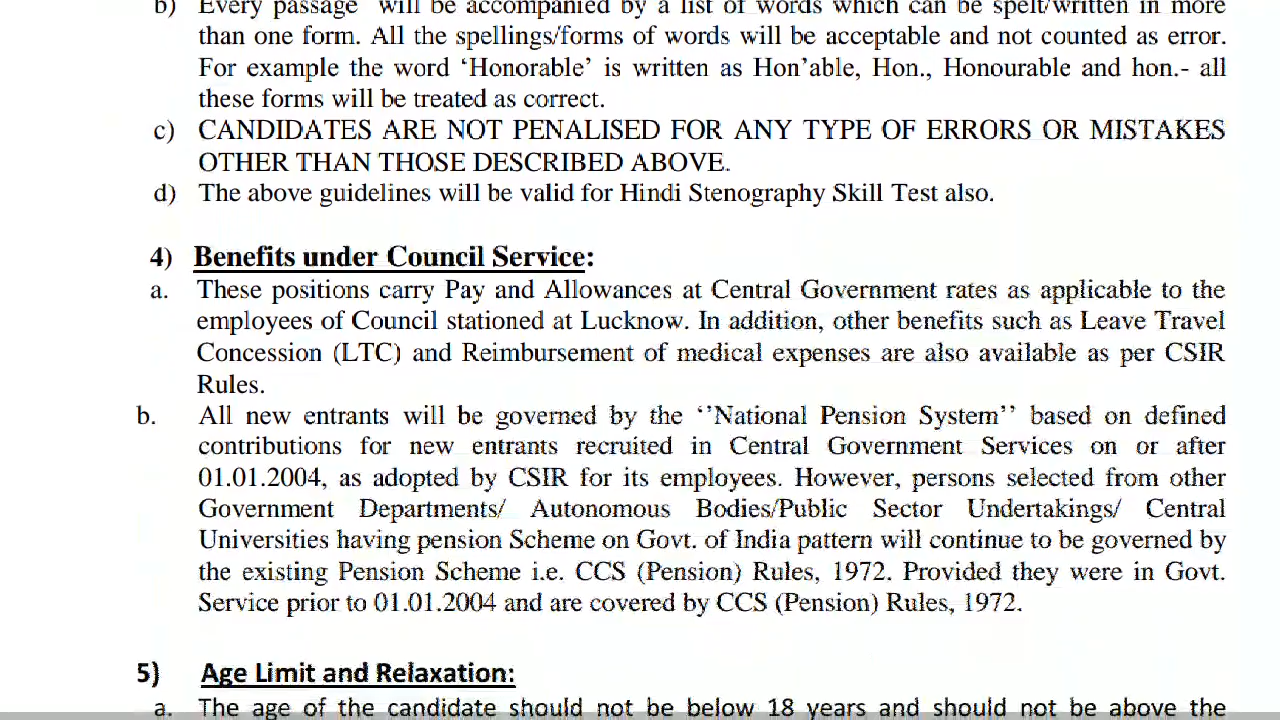 b) Every passage will be accompanied by a list of words which can be spelt/written in more
than one form. All the spellings/forms of words will be acceptable and not counted as error.
For example the word ‘Honorable’ is written as Hon’able, Hon., Honourable and hon.- all
these forms will be treated as correct.
c) CANDIDATES ARE NOT PENALISED FOR ANY TYPE OF ERRORS OR MISTAKES
OTHER THAN THOSE DESCRIBED ABOVE.
d) The above guidelines will be valid for Hindi Stenography Skill Test also.
4) Benefits under Council Service:
a. These positions carry Pay and Allowances at Central Government rates as applicable to the
employees of Council stationed at Lucknow. In addition, other benefits such as Leave Travel
Concession (LTC) and Reimbursement of medical expenses are also available as per CSIR
Rules.
b. All new entrants will be governed by the ‘’National Pension System’’ based on defined
contributions for new entrants recruited in Central Government Services on or after
01.01.2004, as adopted by CSIR for its employees. However, persons selected from other
Government Departments/ Autonomous Bodies/Public Sector Undertakings/ Central
Universities having pension Scheme on Govt. of India pattern will continue to be governed by
the existing Pension Scheme i.e. CCS (Pension) Rules, 1972. Provided they were in Govt.
Service prior to 01.01.2004 and are covered by CCS (Pension) Rules, 1972.
5) Age Limit and Relaxation:
a. The age of the candidate should not be below 18 years and should not be above the